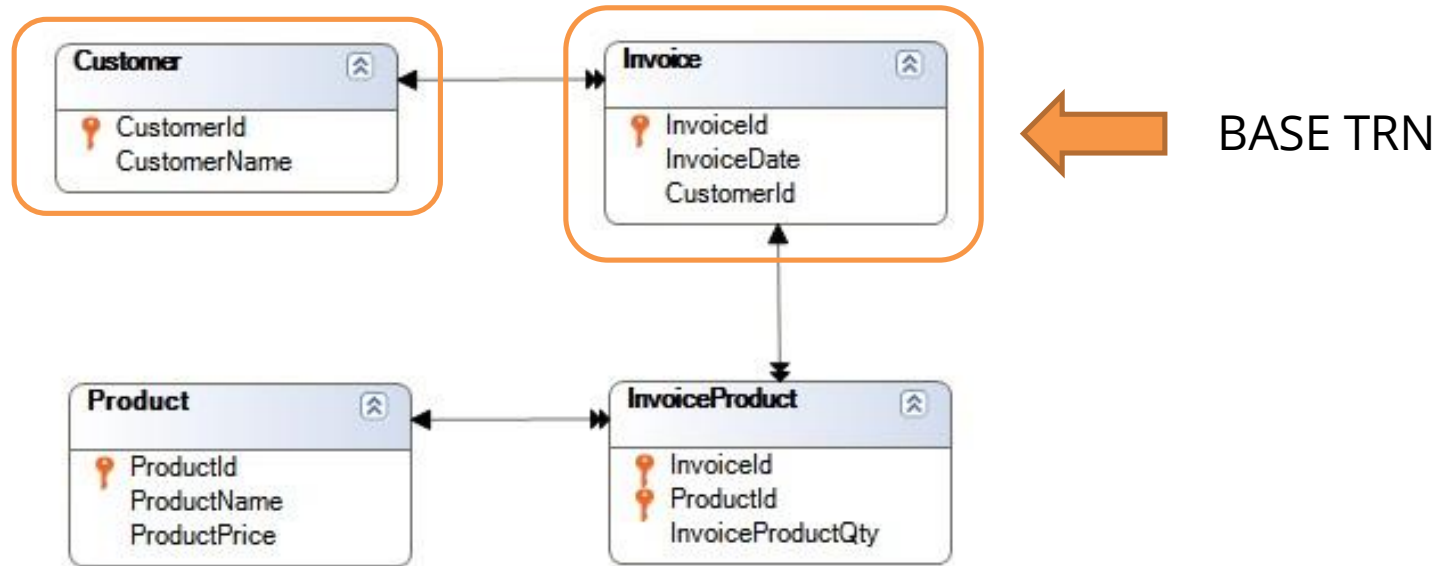 Customer
CustomerId
CustomerName
Invoice
InvoiceId
InvoiceDate
CustomerId
BASE TRN
Product
ProductId
ProductName
ProductPrice
InvoiceProduct
InvoiceId
ProductId
InvoiceProductQty